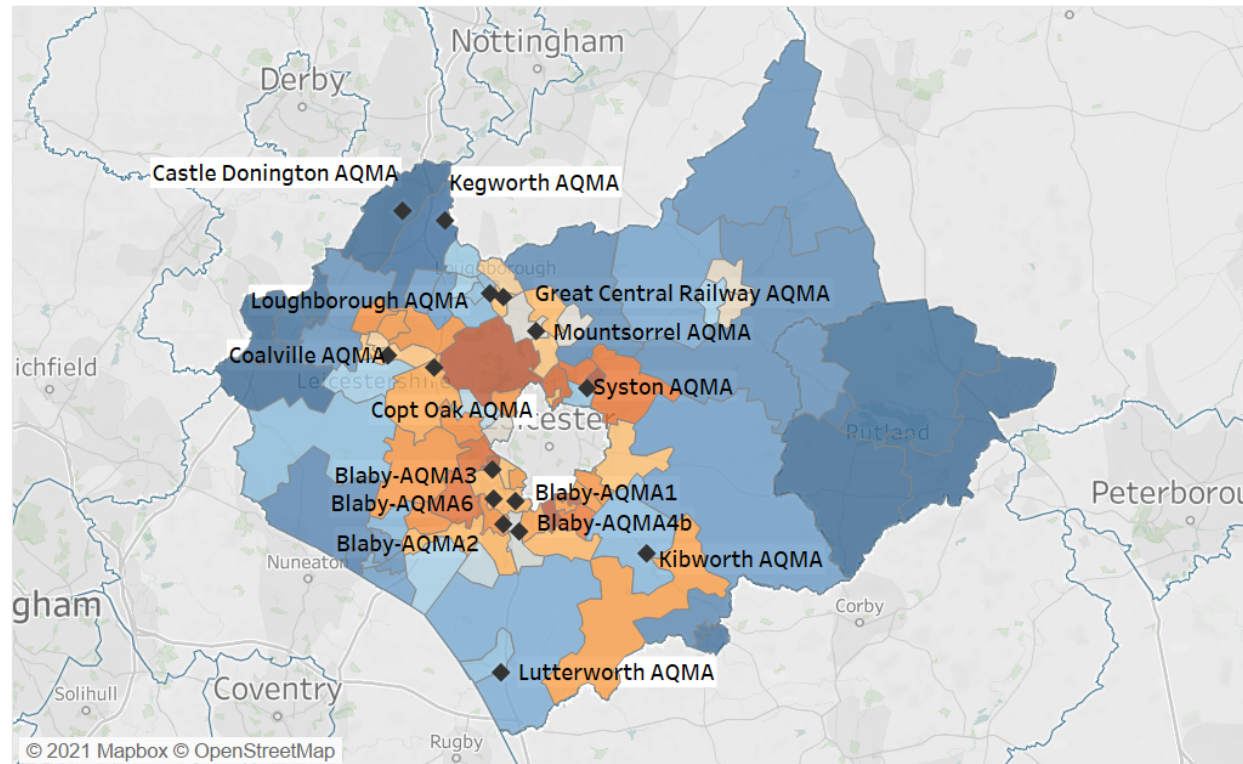 Nottingham
Derby
Castle Donington AQMA
Kegworth AQMA
Loughborough
Loughborough AQMA
Great Central Railway AQMA
Mountsorrel AQMA
Coalville AQMA
ichfield
Leicestershire
Syston AQMA
Copt Oak AQMA
icester
Rutland
Blaby-AQMA3
Blaby-AQMA1
Peterborou
Blaby-AQMA6
Blaby-AQMA4b
Blaby-AQMA2
Kibworth AQMA
Nuneaton
gham
Corby
Lutterworth AQMA
Coventry
Solihull
Rugby
© 2021 Mapbox © OpenStreetMap